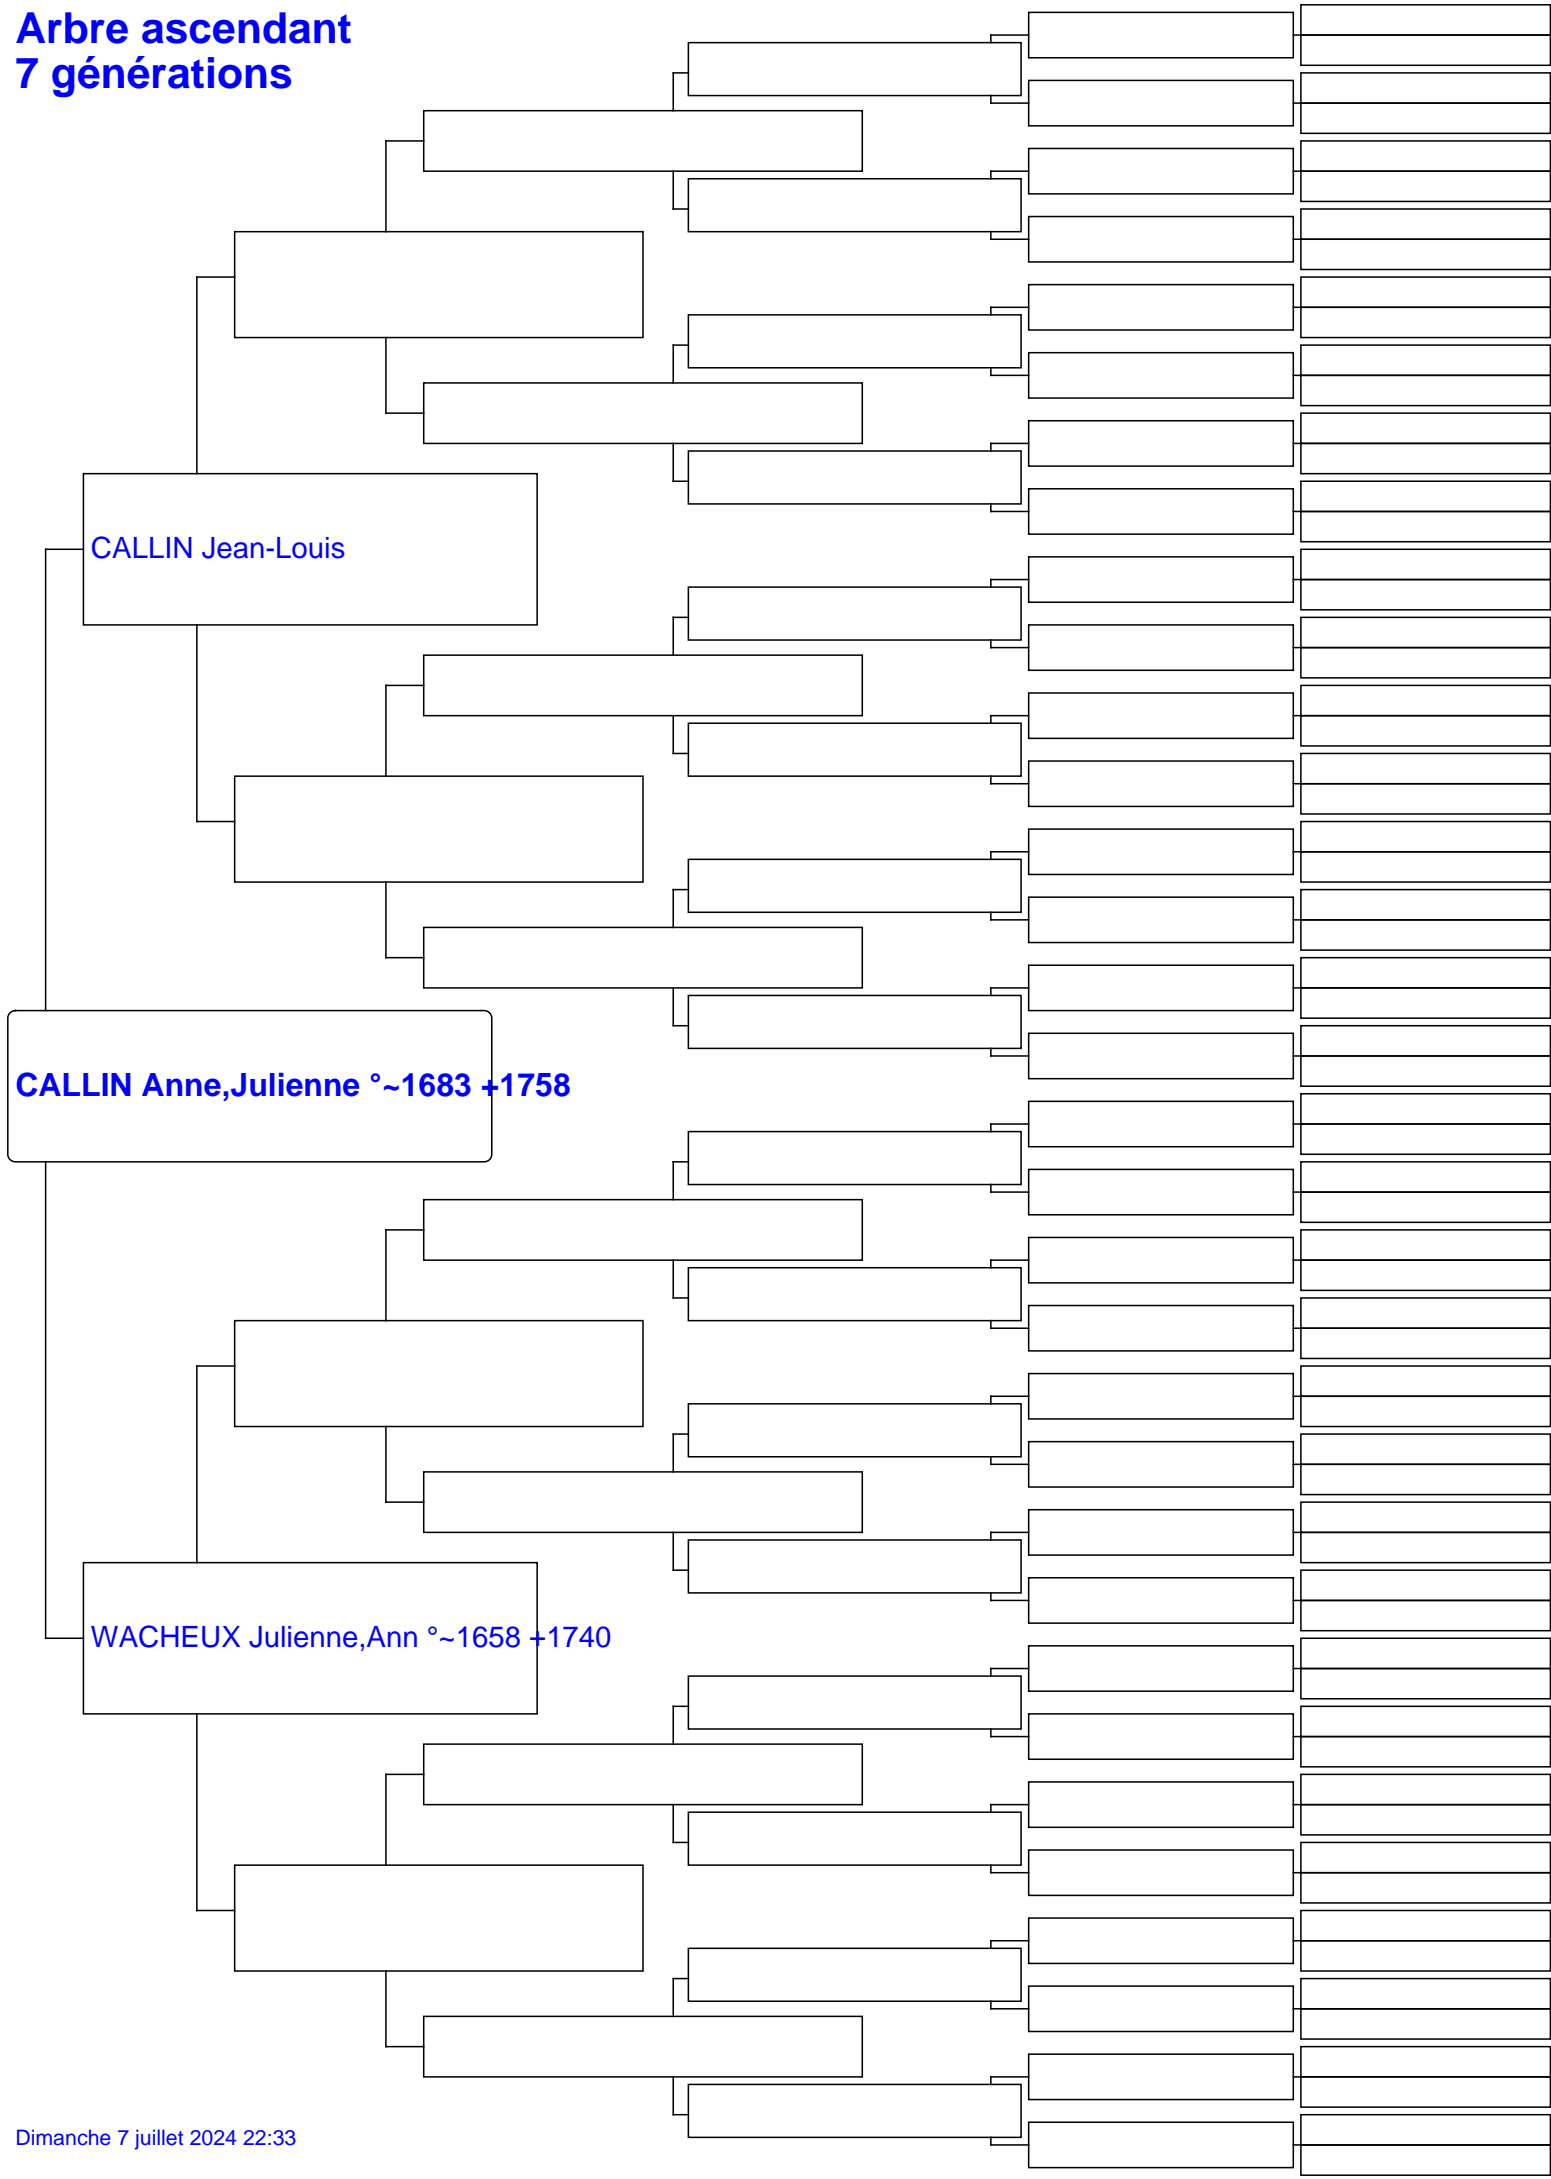 Arbre ascendant
7 générations
CALLIN Jean-Louis
CALLIN Anne,Julienne °~1683 +1758
WACHEUX Julienne,Ann °~1658 +1740
Dimanche 7 juillet 2024 22:33